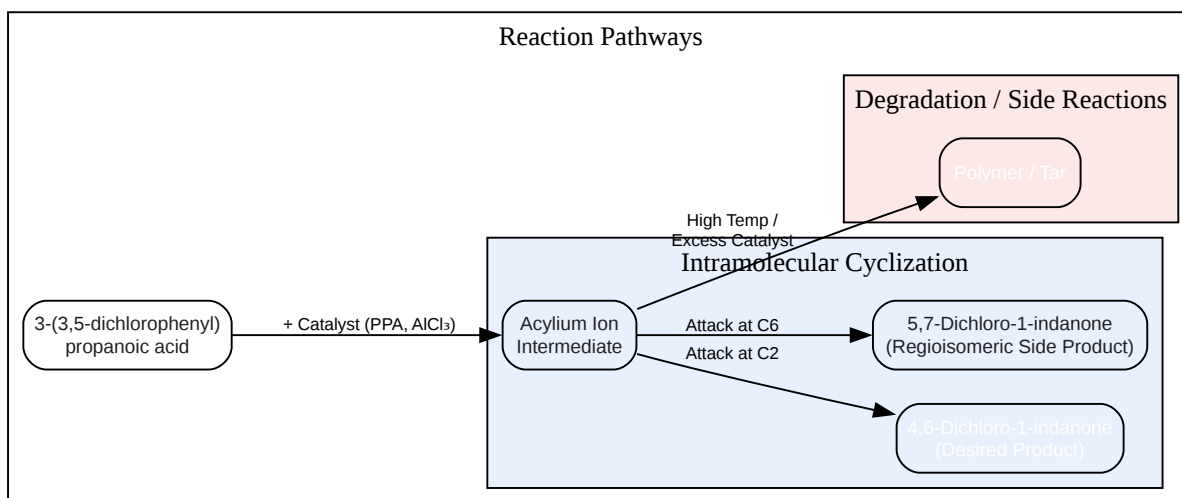 Reaction Pathways
Degradation / Side Reactions
Polymer / Tar
High Temp /
Excess Catalyst
Intramolecular Cyclization
3-(3,5-dichlorophenyl)
propanoic acid
+ Catalyst (PPA, AlCl₃)
Acylium Ion
Intermediate
Attack at C6
Attack at C2
5,7-Dichloro-1-indanone
(Regioisomeric Side Product)
4,6-Dichloro-1-indanone
(Desired Product)